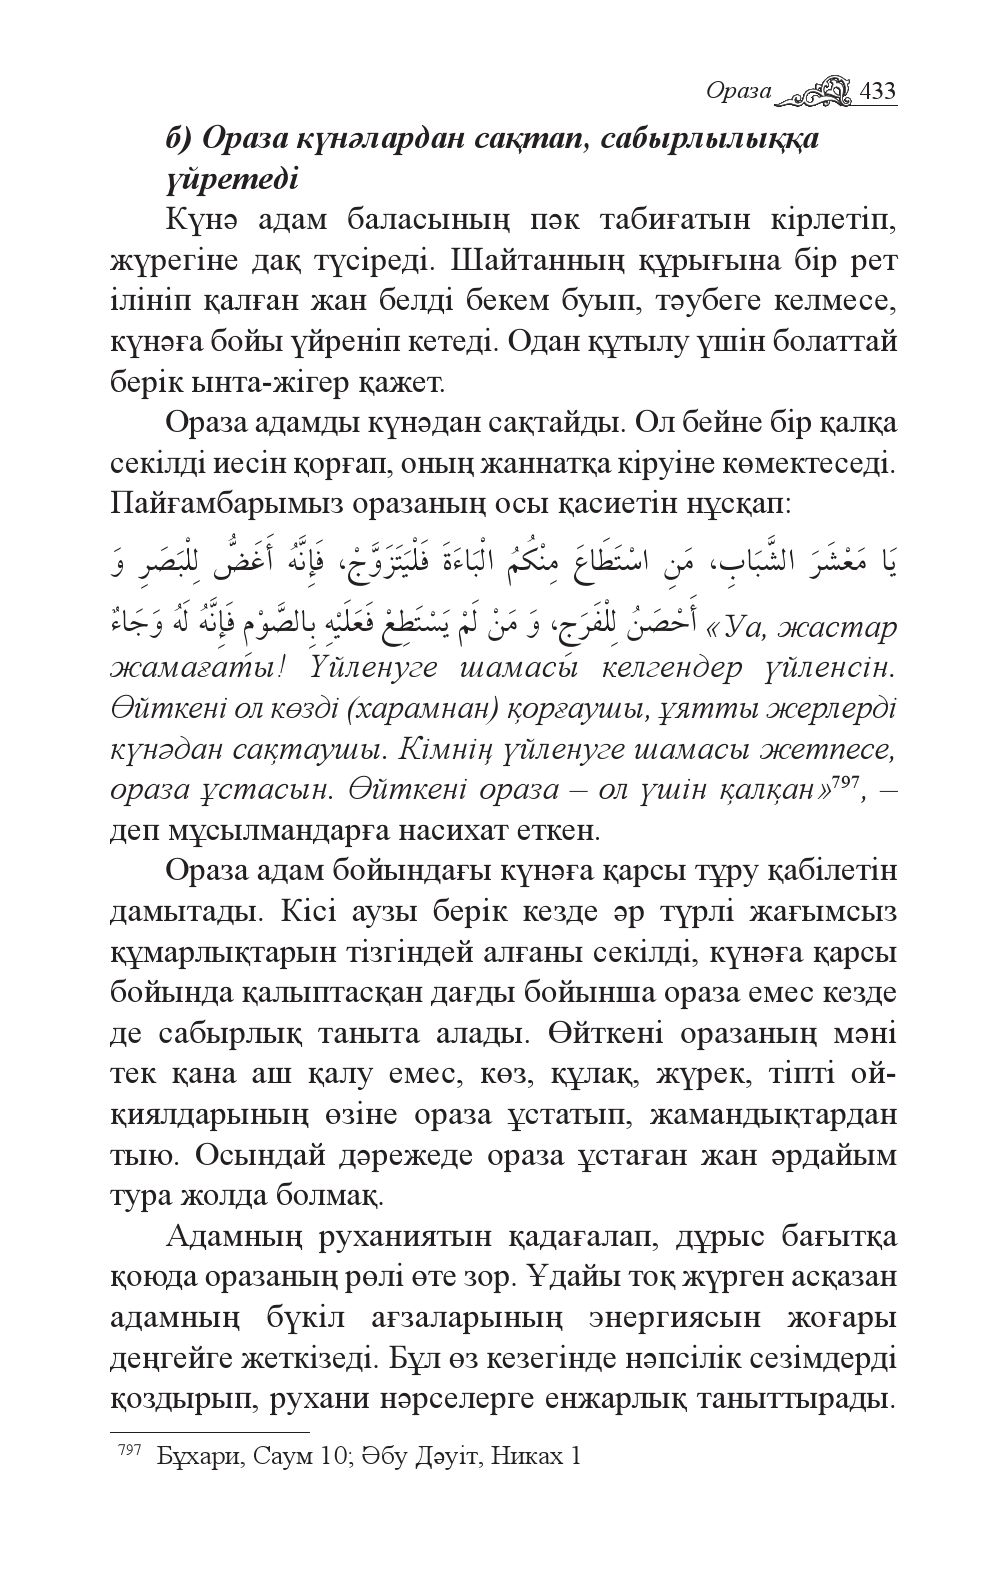 Ораза 433
б) Ораза күнәлардан сақтап, сабырлылыққа
үйретеді
Күнә адам баласының пәк табиғатын кірлетіп,
жүрегіне дақ түсіреді. Шайтанның құрығына бір рет
ілініп қалған жан белді бекем буып, тәубеге келмесе,
күнәға бойы үйреніп кетеді. Одан құтылу үшін болаттай
берік ынта-жігер қажет.
Ораза адамды күнәдан сақтайды. Ол бейне бір қалқа
секілді иесін қорғап, оның жаннатқа кіруіне көмектеседі.
Пайғамбарымыз оразаның осы қасиетін нұсқап:
يَا مَعْشَرَ الشَّبَابِ، مَنِ اسْتَطَاعَ مِنْكُمُ الْبَاءَةَ فَلْيَتَزَوَّجْ، فَإِنَّهُ أَغَضُّ لِلْبَصَرِ وَ
أَحْصَنُ لِلْفَرَجِ، وَ مَنْ لَمْ يَسْتَطِعْ فَعَلَيْهِ بِالصَّوْمِ فَإِنَّهُ لَهُ وَجَاءٌ «Уа, жастар
жамағаты! Үйленуге шамасы келгендер үйленсін.
Өйткені ол көзді (харамнан) қорғаушы, ұятты жерлерді
күнәдан сақтаушы. Кімнің үйленуге шамасы жетпесе,
ораза ұстасын. Өйткені ораза – ол үшін қалқан»797, –
деп мұсылмандарға насихат еткен.
Ораза адам бойындағы күнәға қарсы тұру қабілетін
дамытады. Кісі аузы берік кезде әр түрлі жағымсыз
құмарлықтарын тізгіндей алғаны секілді, күнәға қарсы
бойында қалыптасқан дағды бойынша ораза емес кезде
де сабырлық таныта алады. Өйткені оразаның мәні
тек қана аш қалу емес, көз, құлақ, жүрек, тіпті ой-
қиялдарының өзіне ораза ұстатып, жамандықтардан
тыю. Осындай дәрежеде ораза ұстаған жан әрдайым
тура жолда болмақ.
Адамның руханиятын қадағалап, дұрыс бағытқа
қоюда оразаның рөлі өте зор. Ұдайы тоқ жүрген асқазан
адамның бүкіл ағзаларының энергиясын жоғары
деңгейге жеткізеді. Бұл өз кезегінде нәпсілік сезімдерді
қоздырып, рухани нәрселерге енжарлық таныттырады.
797 Бұхари, Саум 10; Әбу Дәуіт, Никах 1